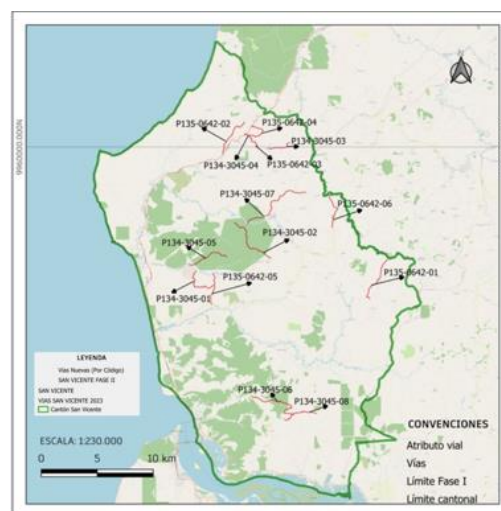 P135-0642-02
P135-0642-04
P134-3045-03
P134-3045-04
P135-0642-03
P134-3045-07
P135-0642-06
P134-3045-02
P134-3045-05
P135-0642-01
P135-0642-05
P134-3045-01
LEYENDA
Vías Nuevas (Por Código)
SAN VICENTE FASE II
SAN VICENTE
VIAS SAN VICENTE 2023
Cantón San Vicente
P134-3045-06
P134-3045-08
CONVENCIONES
ESCALA: 1:230.000
Atributo vial
0 5 10 km
Vías
Límite Fase I
Límite cantonal